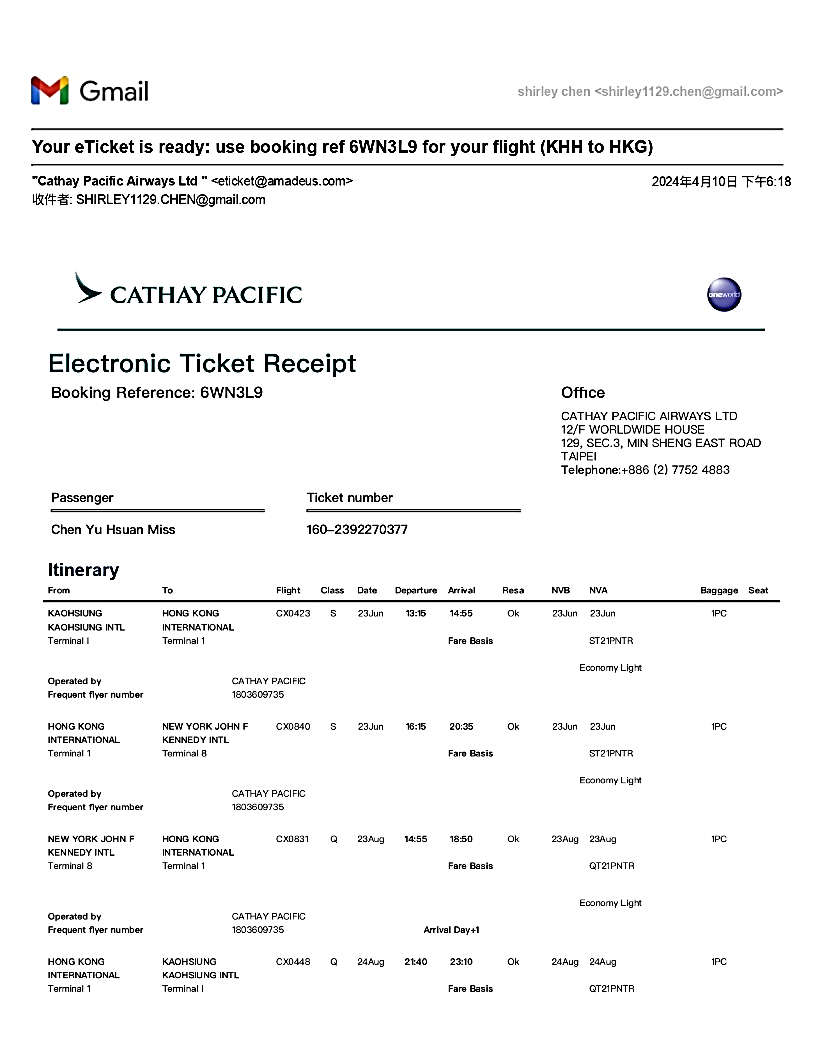 Gmail
shirley chen <shirley1129.chen@gmail.com>
Your eTicket is ready: use booking ref 6WN3L9 for your flight (KHH to HKG)
"Cathay Pacific Airways Ltd " <eticket@amadeus.com> 2024年4月10日 下午6:18
收件者: SHIRLEY1129.CHEN@gmail.com
CATHAY PACIFIC
oneworld
Electronic Ticket Receipt
Booking Reference: 6WN3L9
Office
CATHAY PACIFIC AIRWAYS LTD
12/F WORLDWIDE HOUSE
129, SEC.3, MIN SHENG EAST ROAD
TAIPEI
Telephone:+886 (2) 7752 4883
Passenger Ticket number
Chen Yu Hsuan Miss 160–2392270377
Itinerary
From To Flight Class Date Departure Arrival Resa NVB NVA Baggage Seat
KAOHSIUNG HONG KONG CX0423 S 23Jun 13:15 14:55 Ok 23Jun 23Jun 1PC
KAOHSIUNG INTL INTERNATIONAL
Terminal I Terminal 1 Fare Basis ST21PNTR
Economy Light
Operated by CATHAY PACIFIC
Frequent flyer number 1803609735
HONG KONG NEW YORK JOHN F CX0840 S 23Jun 16:15 20:35 Ok 23Jun 23Jun 1PC
INTERNATIONAL KENNEDY INTL
Terminal 1 Terminal 8 Fare Basis ST21PNTR
Economy Light
Operated by CATHAY PACIFIC
Frequent flyer number 1803609735
NEW YORK JOHN F HONG KONG CX0831 Q 23Aug 14:55 18:50 Ok 23Aug 23Aug 1PC
KENNEDY INTL INTERNATIONAL
Terminal 8 Terminal 1 Fare Basis QT21PNTR
Economy Light
Operated by CATHAY PACIFIC
Frequent flyer number 1803609735 Arrival Day+1
HONG KONG KAOHSIUNG CX0448 Q 24Aug 21:40 23:10 Ok 24Aug 24Aug 1PC
INTERNATIONAL KAOHSIUNG INTL
Terminal 1 Terminal I Fare Basis QT21PNTR